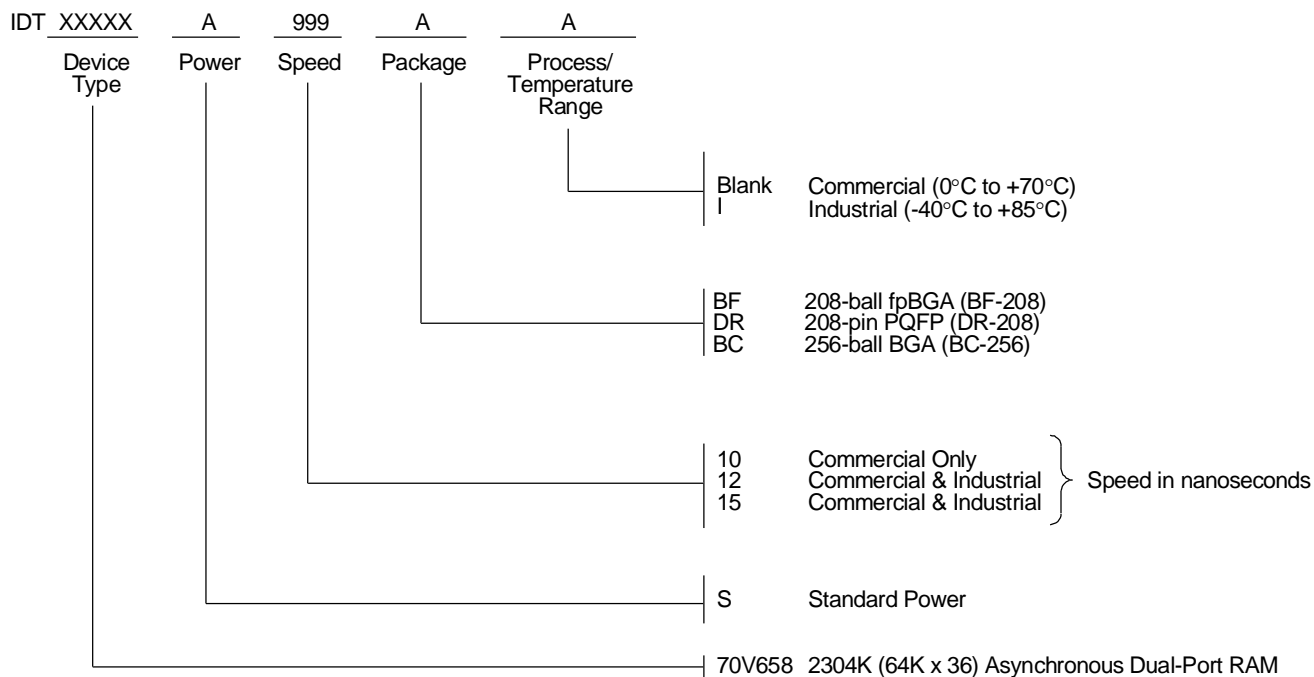 IDT XXXXX A 999 A A
Device Type Power Speed Package Process/ Temperature Range
Blank Commercial (0°C to +70°C)
I Industrial (-40°C to +85°C)
BF 208-ball fpBGA (BF-208)
DR 208-pin PQFP (DR-208)
BC 256-ball BGA (BC-256)
10 Commercial Only
12 Commercial & Industrial Speed in nanoseconds
15 Commercial & Industrial
S Standard Power
70V658 2304K (64K x 36) Asynchronous Dual-Port RAM